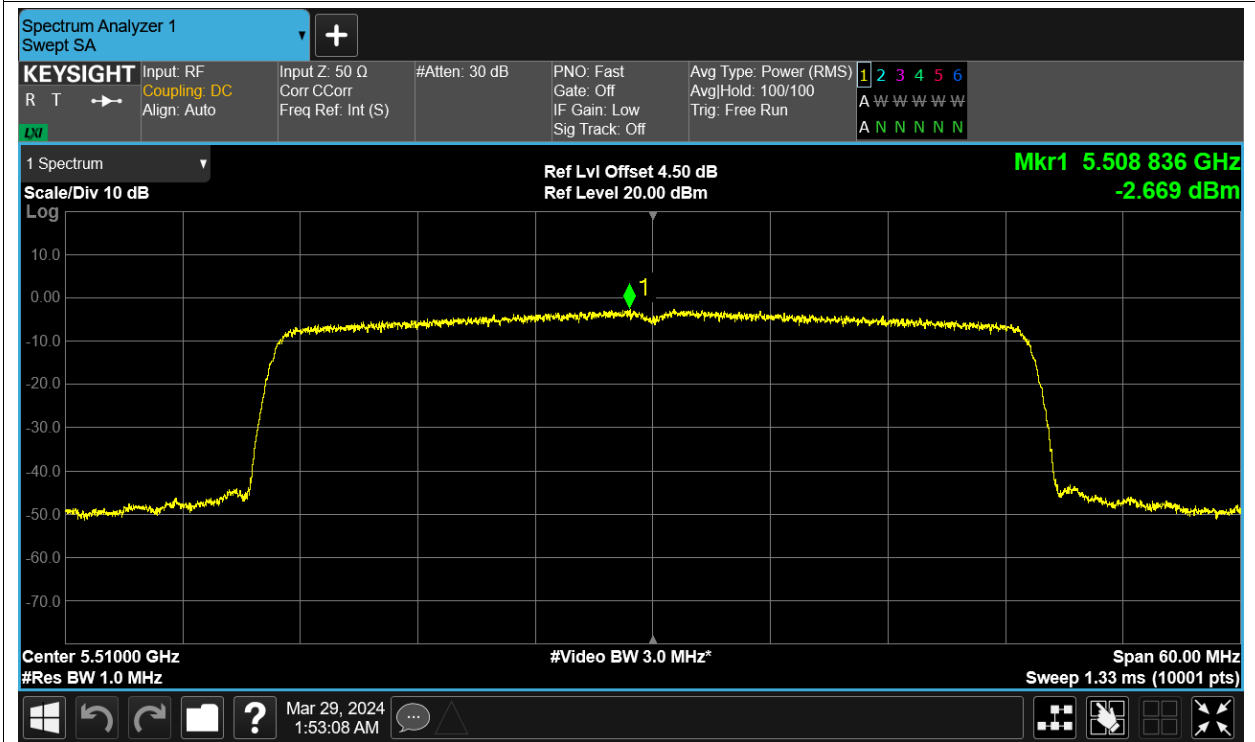 Spectrum Analyzer 1
Swept SA
KEYSIGHT
R T
LXI
Input: RF
Coupling: DC
Align: Auto
Input Z: 50 Ω
Corr CCorr
Freq Ref: Int (S)
#Atten: 30 dB
PNO: Fast
Gate: Off
IF Gain: Low
Sig Track: Off
Avg Type: Power (RMS)
Avg|Hold: 100/100
Trig: Free Run
1 2 3 4 5 6
A W W W W W
A N N N N N
1 Spectrum
Scale/Div 10 dB
Log
Ref Lvl Offset 4.50 dB
Ref Level 20.00 dBm
Mkr1 5.508 836 GHz
-2.669 dBm
10.0
0.00
-10.0
-20.0
-30.0
-40.0
-50.0
-60.0
-70.0
1
Center 5.51000 GHz
#Res BW 1.0 MHz
#Video BW 3.0 MHz*
Span 60.00 MHz
Sweep 1.33 ms (10001 pts)
?
Mar 29, 2024
1:53:08 AM